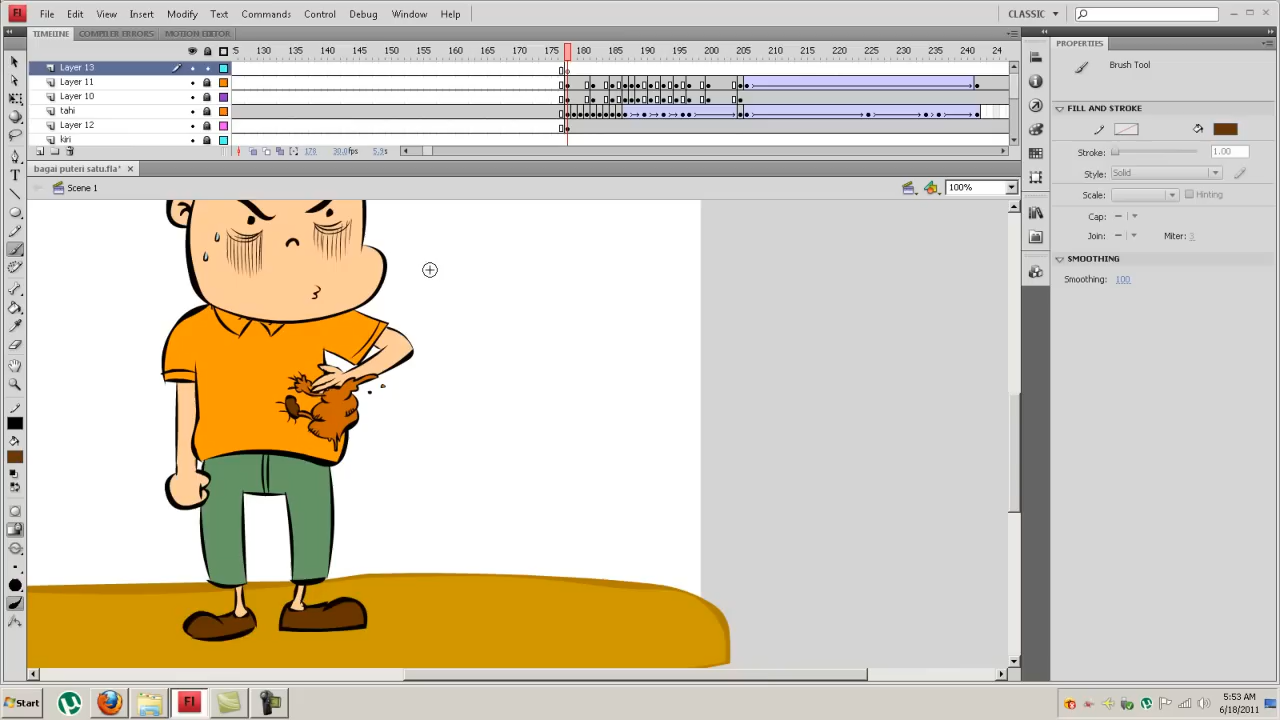 Fl File Edit View Insert Modify Text Commands Control Debug Window Help CLASSIC
TIMELINE COMPILER ERRORS MOTION EDITOR
5 130 135 140 145 150 155 160 165 170 175 180 185 190 195 200 205 210 215 220 225 230 235 240 24
Layer 13
Layer 11
Layer 10
tahi
Layer 12
kiri
178 30.0fps 5.9s
bagai puteri satu.fla*
Scene 1 100%
PROPERTIES
Brush Tool
FILL AND STROKE
Stroke: 1.00
Style: Solid
Scale: Hinting
Cap:
Join: Miter: 3
SMOOTHING
Smoothing: 100
Start Fl 5:53 AM
6/18/2011